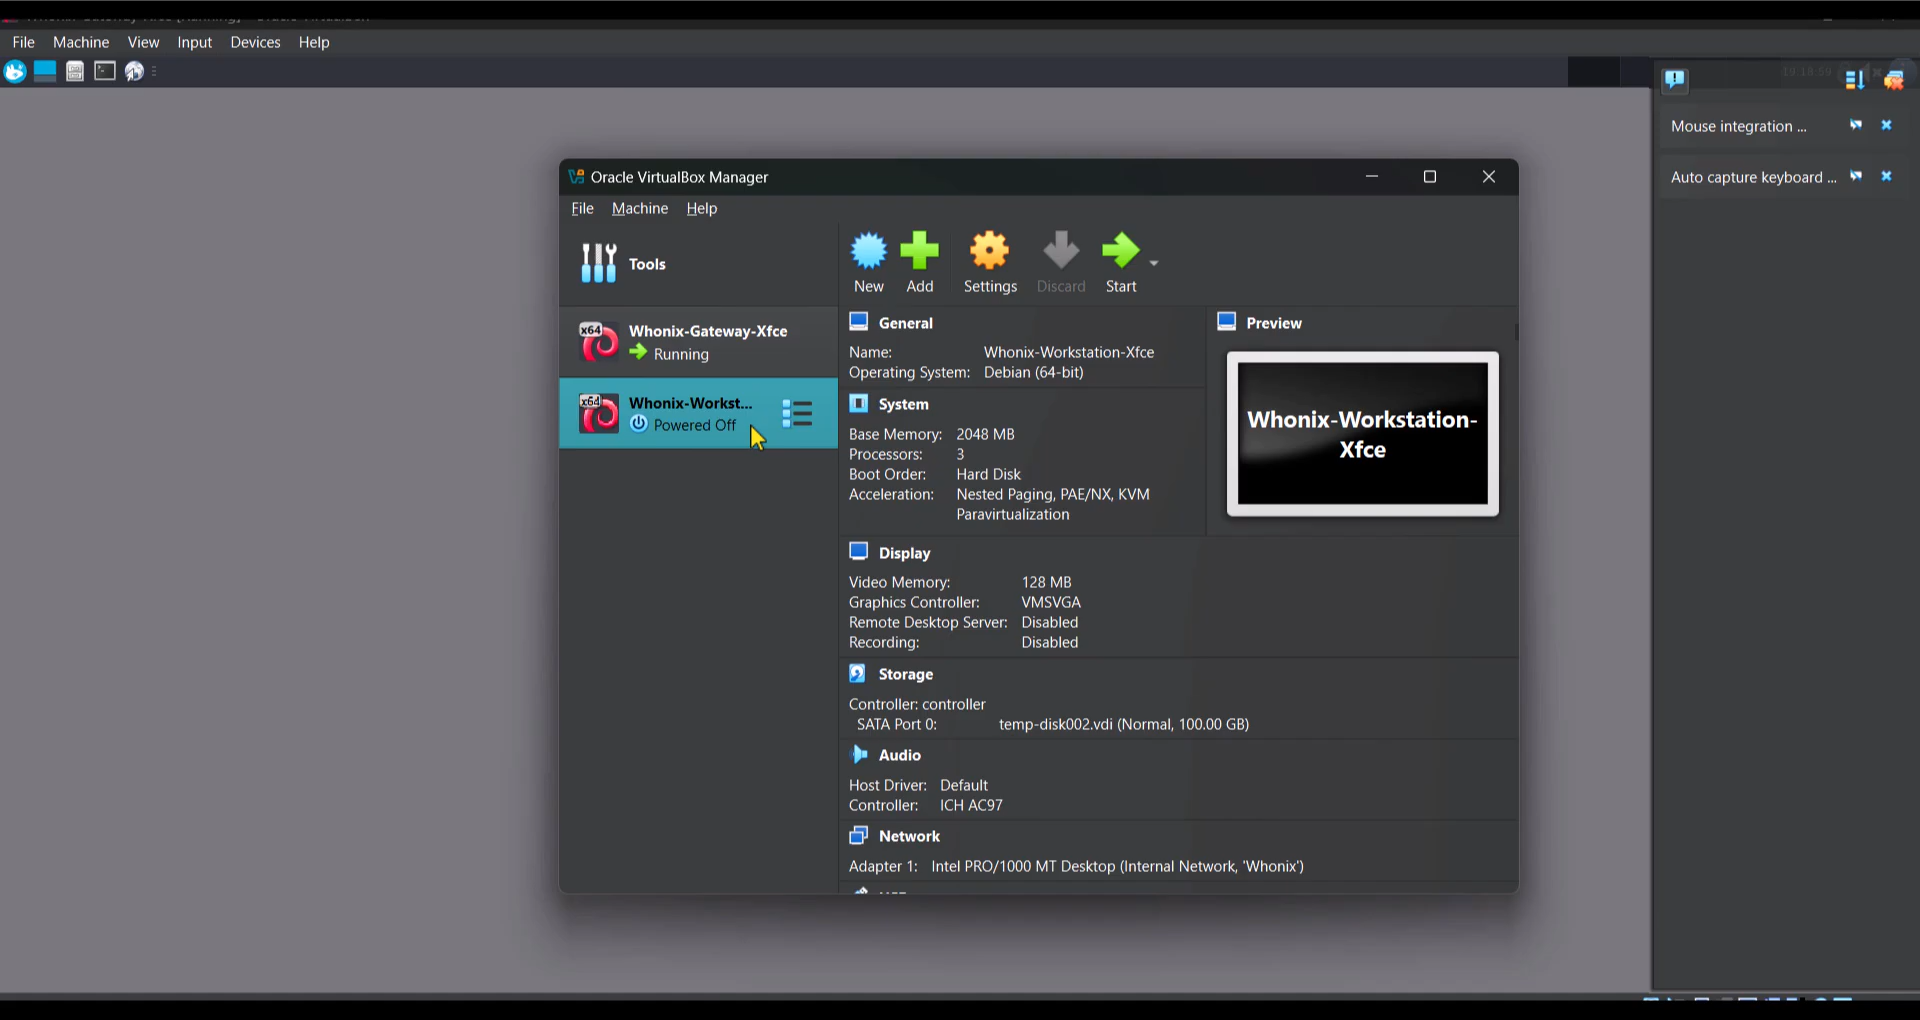 File Machine View Input Devices Help
Mouse integration ...
Auto capture keyboard ...
Oracle VirtualBox Manager
File Machine Help
Tools
New Add Settings Discard Start
x64 Whonix-Gateway-Xfce
Running
x64 Whonix-Workst...
Powered Off
General
Name: Whonix-Workstation-Xfce
Operating System: Debian (64-bit)
System
Base Memory: 2048 MB
Processors: 3
Boot Order: Hard Disk
Acceleration: Nested Paging, PAE/NX, KVM
Paravirtualization
Preview
Whonix-Workstation-
Xfce
Display
Video Memory: 128 MB
Graphics Controller: VMSVGA
Remote Desktop Server: Disabled
Recording: Disabled
Storage
Controller: controller
SATA Port 0: temp-disk002.vdi (Normal, 100.00 GB)
Audio
Host Driver: Default
Controller: ICH AC97
Network
Adapter 1: Intel PRO/1000 MT Desktop (Internal Network, 'Whonix')